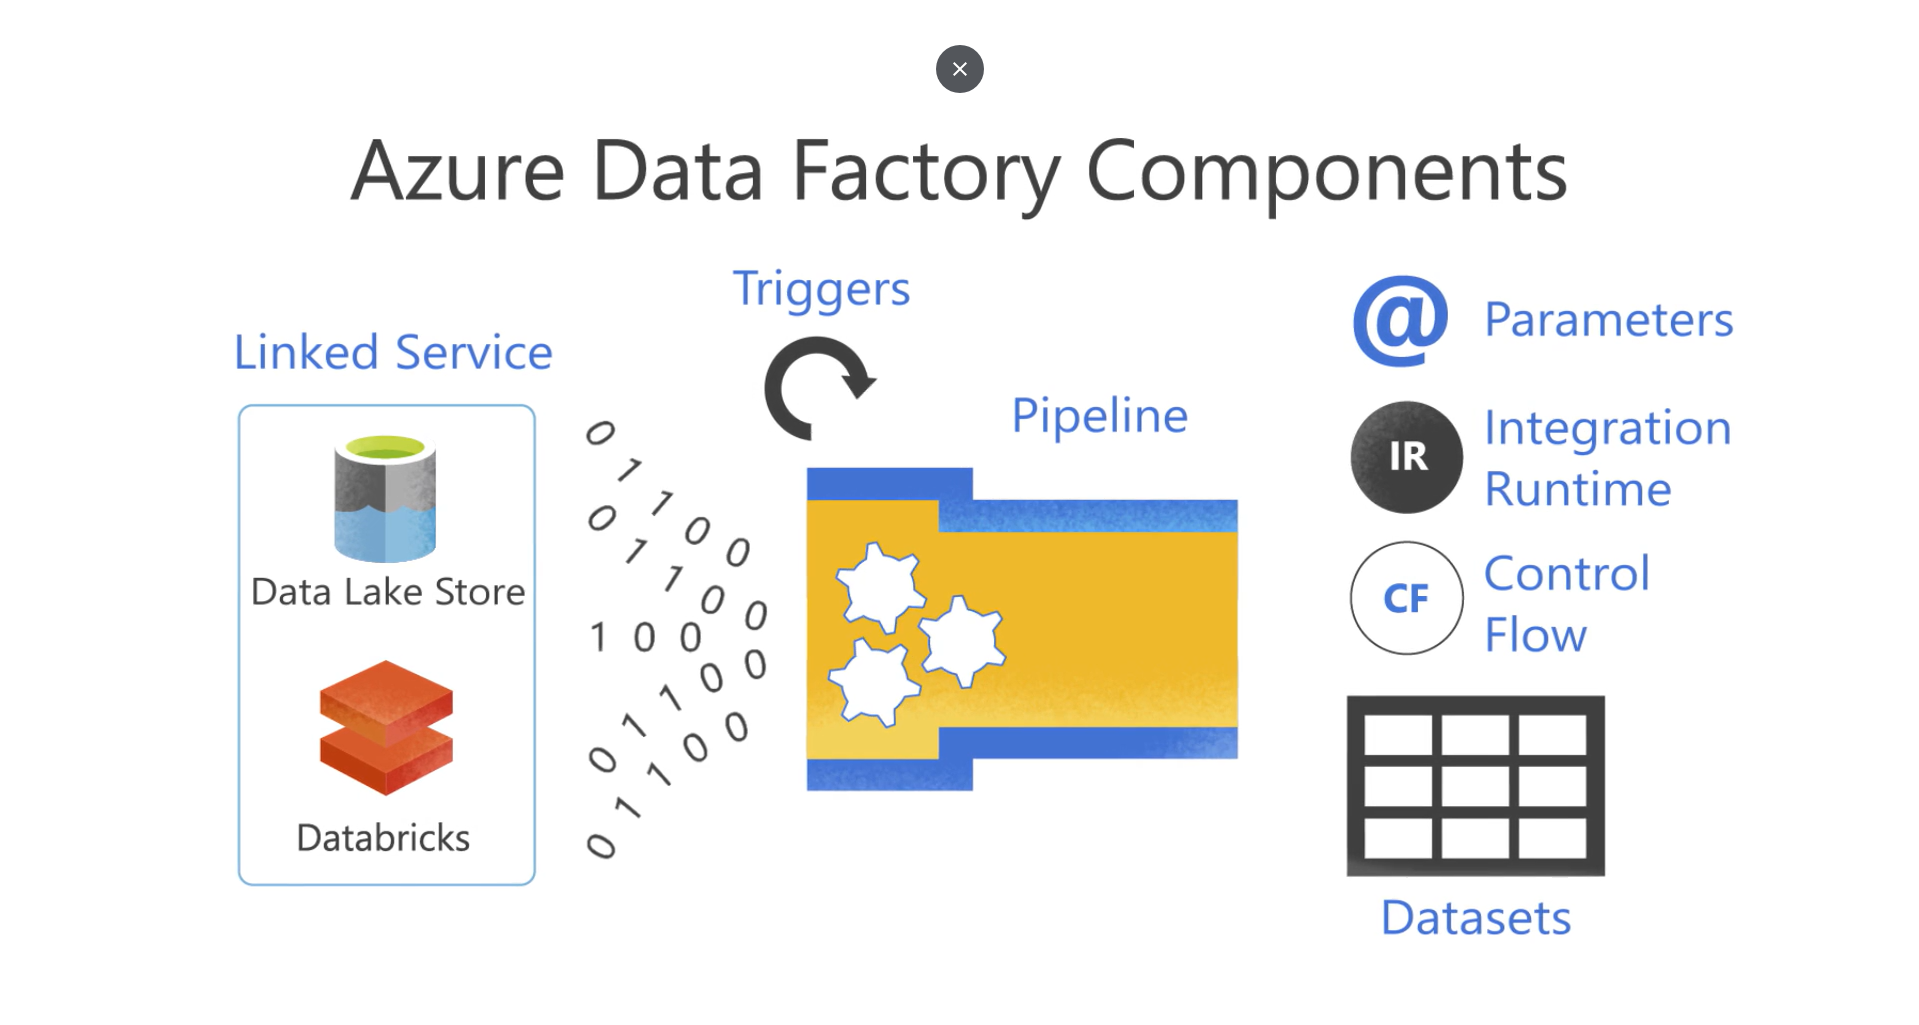 Azure Data Factory Components
Triggers
Linked Service
Pipeline
Data Lake Store
Databricks
0 1 1 0 0
0 1 1 0 0
1 0 0
0 1 1 0 0
0 1 1 0 0
@ Parameters
IR
Integration
Runtime
CF
Control
Flow
Datasets